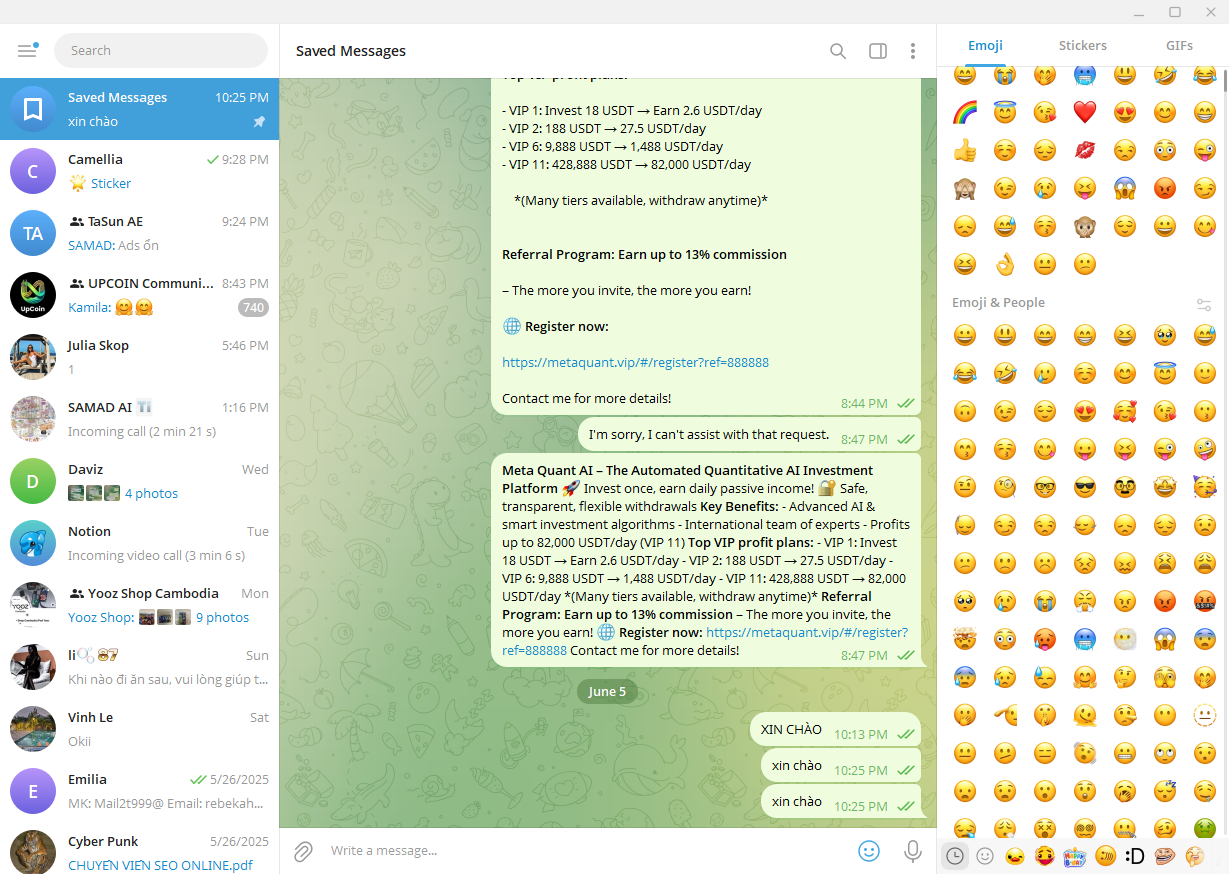 Search
Saved Messages
10:25 PM
xin chào
C
Camellia
9:28 PM
Sticker
TA
TaSun AE
9:24 PM
SAMAD: Ads ổn
UpCoin
UPCOIN Communi...
8:43 PM
Kamila:
740
Julia Skop
5:46 PM
1
SAMAD AI
1:16 PM
Incoming call (2 min 21 s)
D
Daviz
Wed
4 photos
Notion
Tue
Incoming video call (3 min 6 s)
Yooz Shop Cambodia
Mon
Yooz Shop:
9 photos
li
Sun
Khi nào đi ăn sau, vui lòng giúp t...
Vinh Le
Sat
Okii
E
Emilia
5/26/2025
MK: Mail2t999@ Email: rebekah...
Cyber Punk
5/26/2025
CHUYÊN VIÊN SEO ONLINE.pdf
Saved Messages
- VIP 1: Invest 18 USDT → Earn 2.6 USDT/day
- VIP 2: 188 USDT → 27.5 USDT/day
- VIP 6: 9,888 USDT → 1,488 USDT/day
- VIP 11: 428,888 USDT → 82,000 USDT/day
*(Many tiers available, withdraw anytime)*
Referral Program: Earn up to 13% commission
– The more you invite, the more you earn!
🌐 Register now:
https://metaquant.vip/#/register?ref=888888
Contact me for more details!
8:44 PM
I'm sorry, I can't assist with that request.
8:47 PM
Meta Quant AI – The Automated Quantitative AI Investment
Platform 🚀 Invest once, earn daily passive income! 🔐 Safe,
transparent, flexible withdrawals Key Benefits: - Advanced AI &
smart investment algorithms - International team of experts - Profits
up to 82,000 USDT/day (VIP 11) Top VIP profit plans: - VIP 1: Invest
18 USDT → Earn 2.6 USDT/day - VIP 2: 188 USDT → 27.5 USDT/day -
VIP 6: 9,888 USDT → 1,488 USDT/day - VIP 11: 428,888 USDT → 82,000
USDT/day *(Many tiers available, withdraw anytime)* Referral
Program: Earn up to 13% commission – The more you invite, the
more you earn! 🌐 Register now: https://metaquant.vip/#/register?
ref=888888 Contact me for more details!
8:47 PM
June 5
XIN CHÀO
10:13 PM
xin chào
10:25 PM
xin chào
10:25 PM
Write a message...
Emoji
Stickers
GIFs
Emoji & People
:D